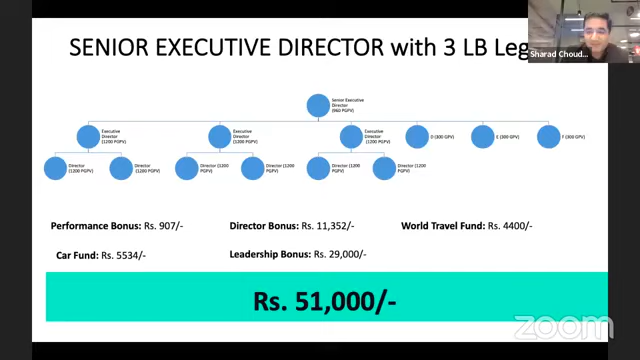 SENIOR EXECUTIVE DIRECTOR with 3 LB Leg
Sharad Choud...
Senior Executive
Director
(960 PGPV)
Executive
Director
(1200 PGPV)
Executive
Director
(1200 PGPV)
Executive
Director
(1200 PGPV)
D (300 GPV)
E (300 GPV)
F (300 GPV)
Director
(1200 PGPV)
Director
(1200 PGPV)
Director (1200
PGPV)
Director (1200
PGPV)
Director (1200
PGPV)
Director (1200
PGPV)
Performance Bonus: Rs. 907/-
Director Bonus: Rs. 11,352/-
World Travel Fund: Rs. 4400/-
Car Fund: Rs. 5534/-
Leadership Bonus: Rs. 29,000/-
Rs. 51,000/-
zoom